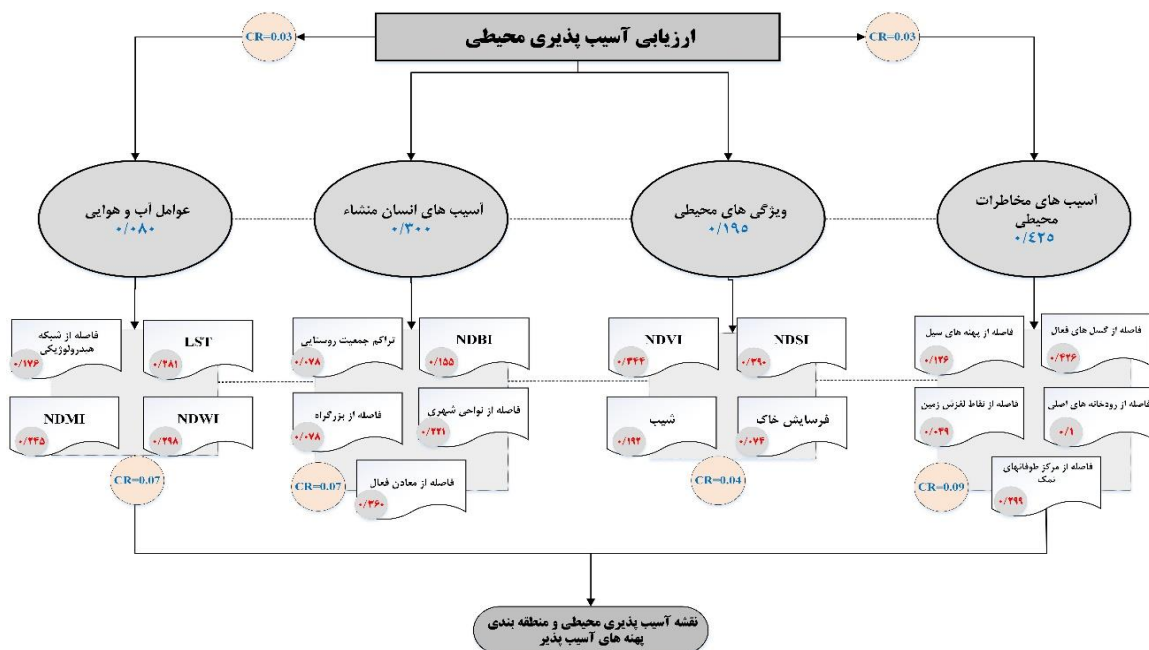 ارزیابی آسیب پذیری محیطی
CR=0.03
CR=0.03
آسیب های مخاطرات
محیطی
۰/۴۲۵
ویژگی های محیطی
۰/۱۹۵
آسیب های انسان منشاء
۰/۳۰۰
عوامل آب و هوایی
۰/۰۸۰
فاصله از گسل های فعال
۰/۴۲۶
فاصله از پهنه های سیل
۰/۱۲۶
فاصله از رودخانه های اصلی
۰/۱
فاصله از نقاط لغزش زمین
۰/۰۴۹
فاصله از مرکز طوفانهای
نمک
۰/۲۹۹
CR=0.09
NDSI
۰/۳۹۰
NDVI
۰/۳۴۴
فرسایش خاک
۰/۰۷۴
شیب
۰/۱۹۲
CR=0.04
NDBI
۰/۱۵۵
تراکم جمعیت روستایی
۰/۰۷۸
فاصله از نواحی شهری
۰/۲۲۱
فاصله از بزرگراه
۰/۰۷۸
فاصله از معادن فعال
۰/۳۶۰
CR=0.07
LST
۰/۲۸۱
فاصله از شبکه
هیدرولوژیکی
۰/۱۷۶
NDWI
۰/۲۹۸
NDMI
۰/۲۴۵
CR=0.07
نقشه آسیب پذیری محیطی و منطقه بندی
پهنه های آسیب پذیر